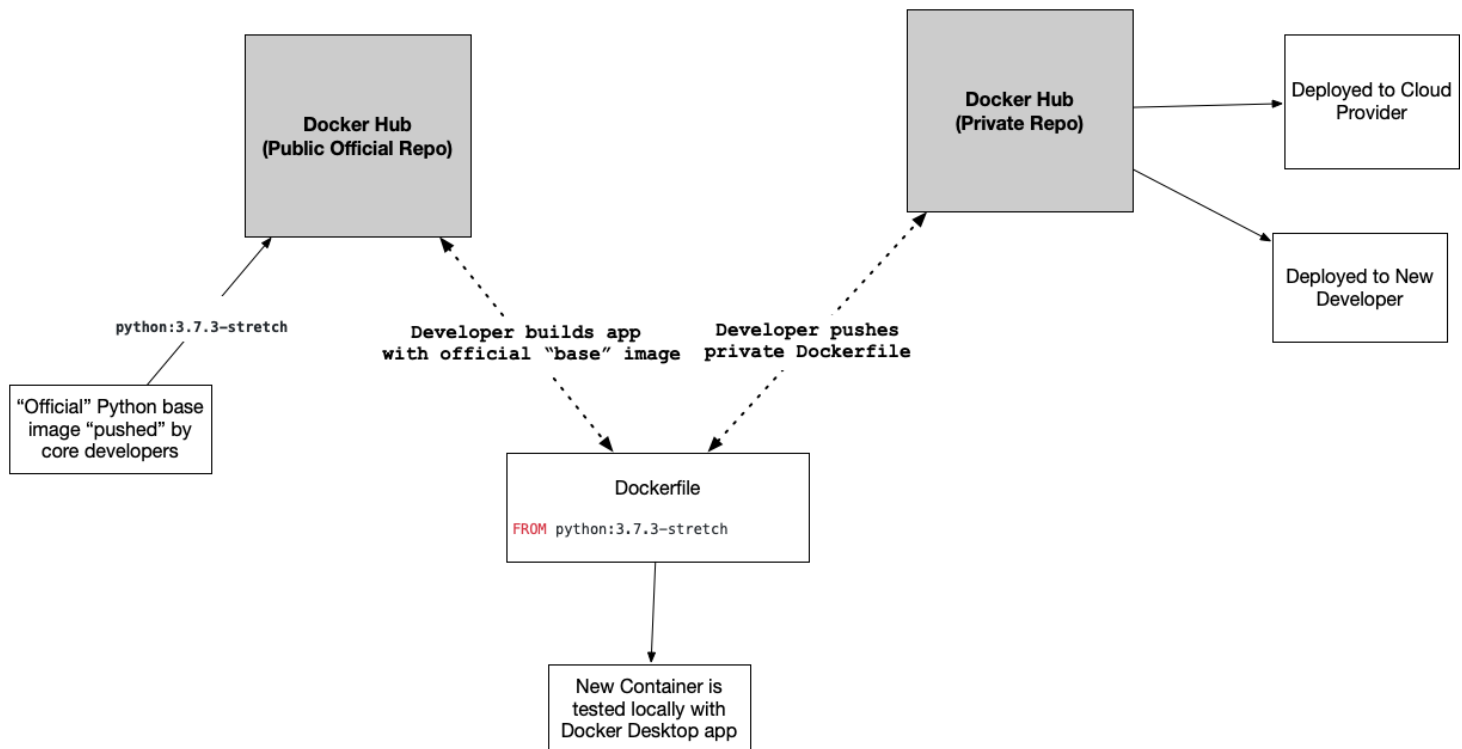 Docker Hub
(Public Official Repo)
Docker Hub
(Private Repo)
Deployed to Cloud
Provider
Deployed to New
Developer
python:3.7.3-stretch
Developer builds app
with official “base” image
Developer pushes
private Dockerfile
“Official” Python base
image “pushed” by
core developers
Dockerfile
FROM python:3.7.3-stretch
New Container is
tested locally with
Docker Desktop app